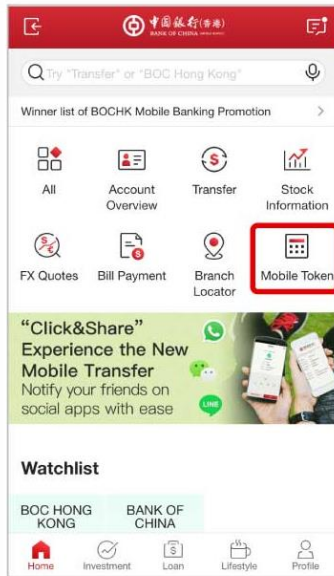 中國銀行(香港)
BANK OF CHINA
Try "Transfer" or "BOC Hong Kong"
Winner list of BOCHK Mobile Banking Promotion
All
Account
Overview
Transfer
Stock
Information
FX Quotes
Bill Payment
Branch
Locator
Mobile Token
“Click&Share”
Experience the New
Mobile Transfer
Notify your friends on
social apps with ease
LINE
Watchlist
BOC HONG
KONG
BANK OF
CHINA
Home
Investment
Loan
Lifestyle
Profile